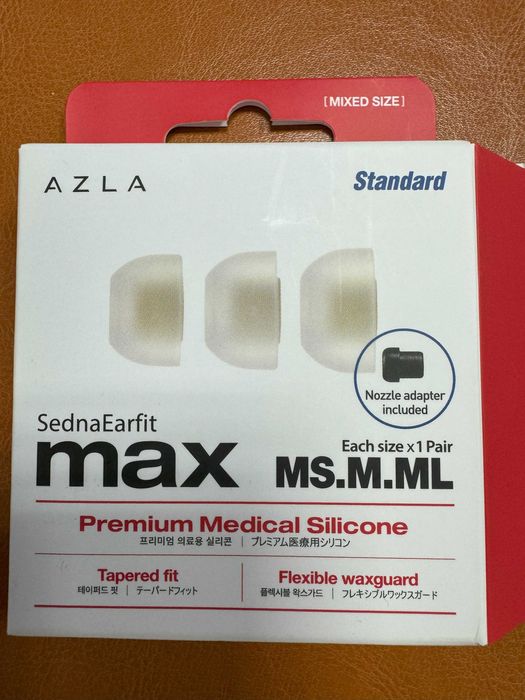 [MIXED SIZE]
AZLA
Standard
Nozzle adapter
included
SednaEarfit
max
Each size x 1 Pair
MS.M.ML
Premium Medical Silicone
프리미엄 의료용 실리콘 | プレミアム医療用シリコン
Tapered fit
테이퍼드 핏 | テーパードフィット
Flexible waxguard
플렉시블 왁스가드 | フレキシブルワックスガード